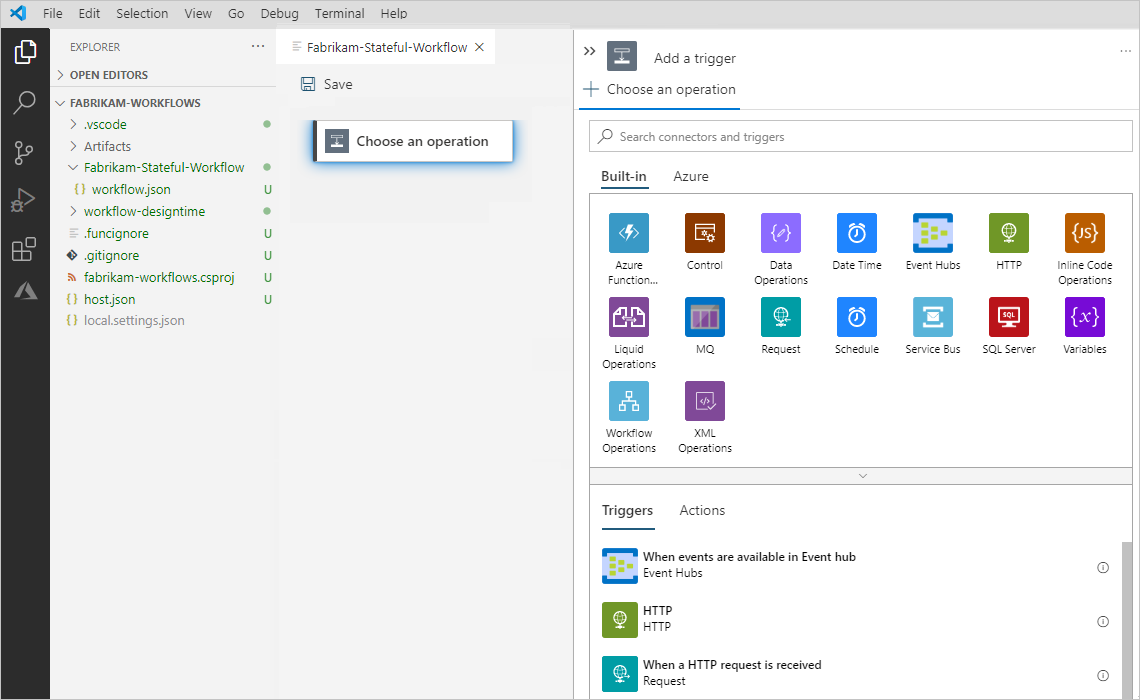 File Edit Selection View Go Debug Terminal Help
EXPLORER ...
OPEN EDITORS
FABRIKAM-WORKFLOWS
.vscode
Artifacts
Fabrikam-Stateful-Workflow
{} workflow.json U
workflow-designtime
.funcignore U
.gitignore U
fabrikam-workflows.csproj U
{} host.json U
{} local.settings.json
Fabrikam-Stateful-Workflow
Save
Choose an operation
Add a trigger ...
Choose an operation
Search connectors and triggers
Built-in Azure
Azure
Function...
Control
Data
Operations
Date Time
Event Hubs
HTTP
{JS}
Inline Code
Operations
Liquid
Operations
MQ
Request
Schedule
Service Bus
SQL
SQL Server
{x}
Variables
Workflow
Operations
XML
Operations
Triggers Actions
When events are available in Event hub
Event Hubs
HTTP
HTTP
When a HTTP request is received
Request